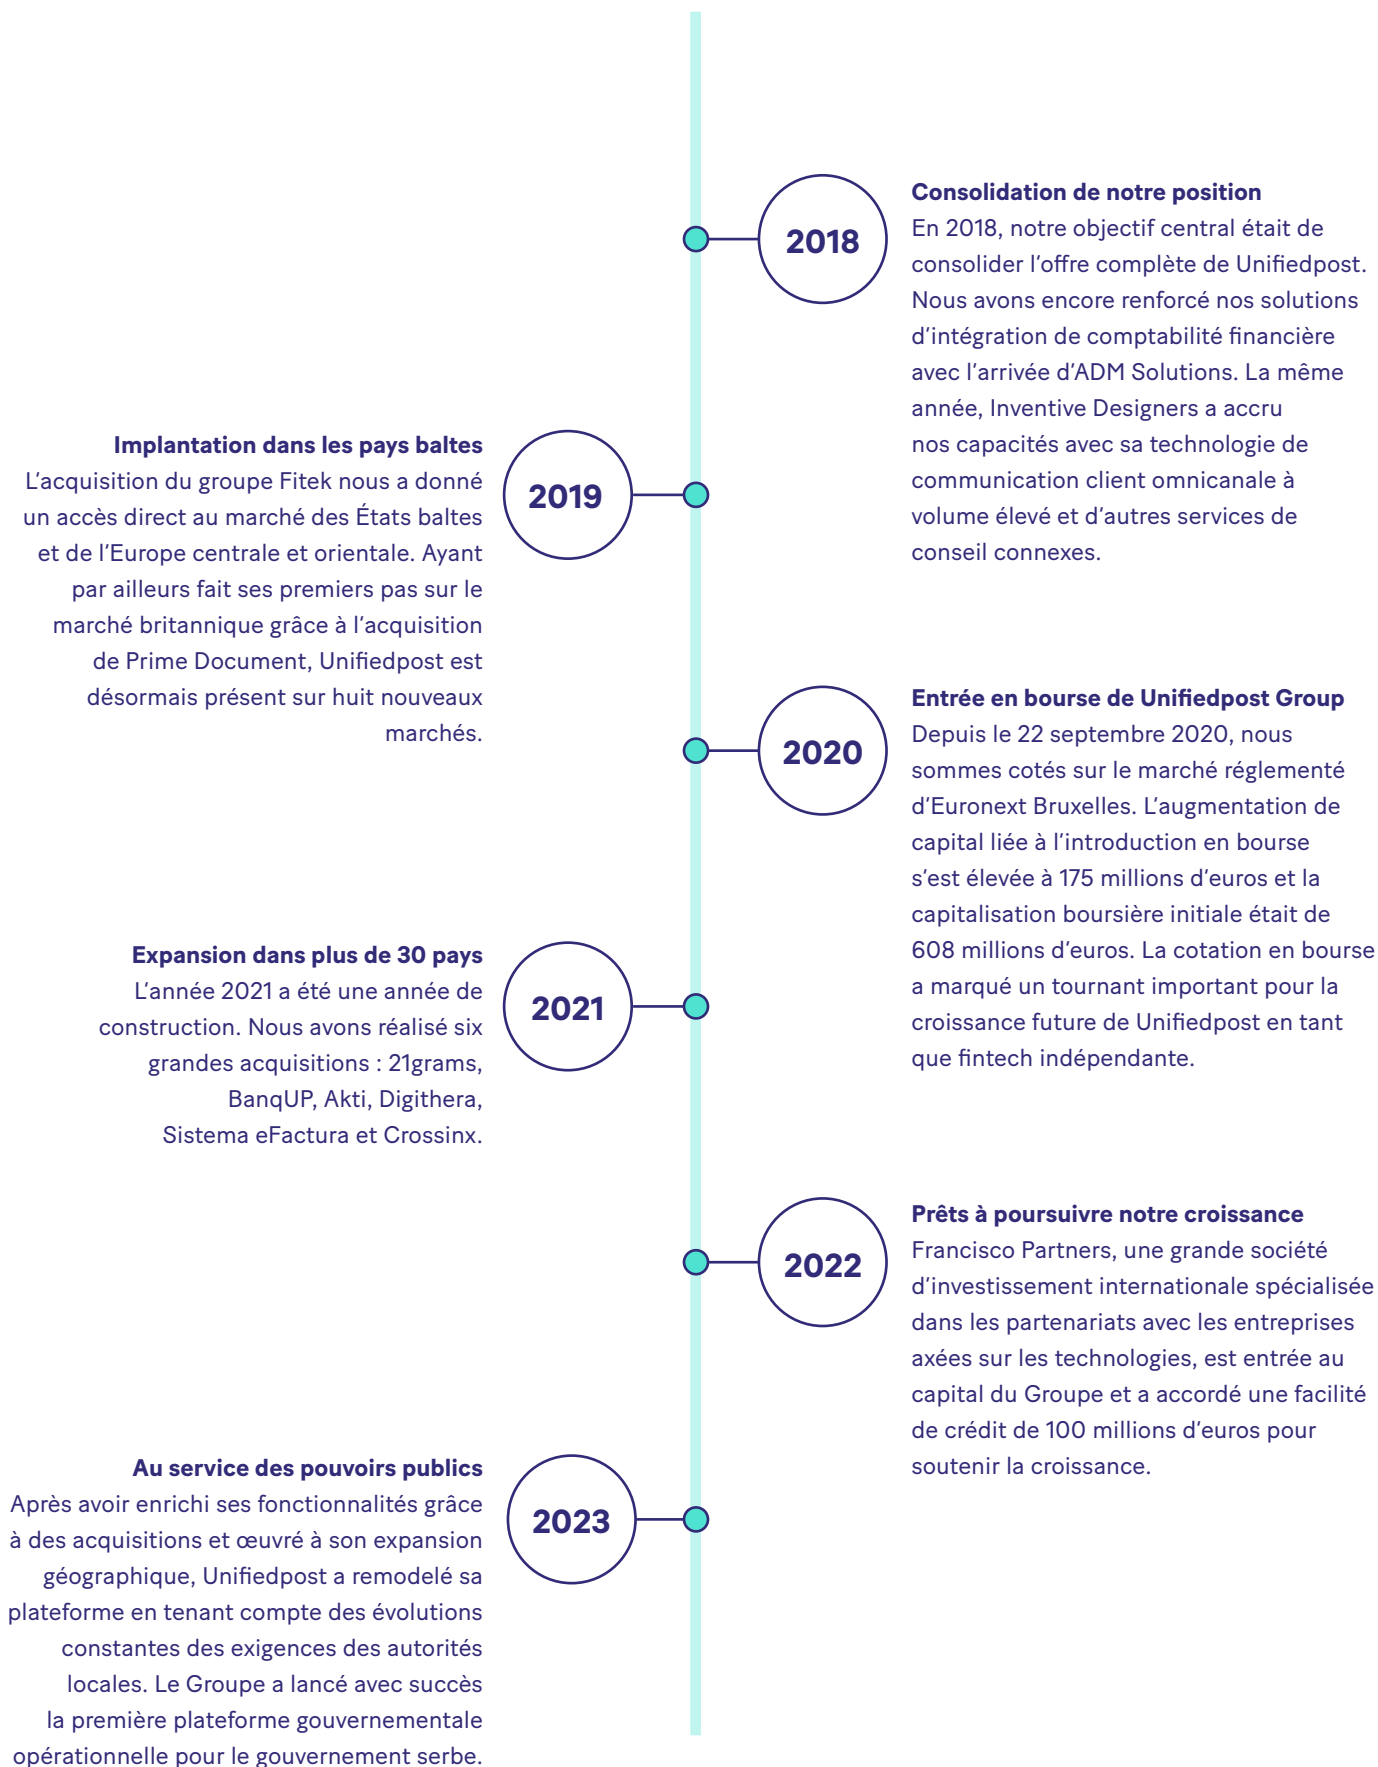 2018
Consolidation de notre position
En 2018, notre objectif central était de
consolider l'offre complète de Unifiedpost.
Nous avons encore renforcé nos solutions
d'intégration de comptabilité financière
avec l'arrivée d'ADM Solutions. La même
année, Inventive Designers a accru
nos capacités avec sa technologie de
communication client omnicanale à
volume élevé et d'autres services de
conseil connexes.
2019
Implantation dans les pays baltes
L'acquisition du groupe Fitek nous a donné
un accès direct au marché des États baltes
et de l'Europe centrale et orientale. Ayant
par ailleurs fait ses premiers pas sur le
marché britannique grâce à l'acquisition
de Prime Document, Unifiedpost est
désormais présent sur huit nouveaux
marchés.
2020
Entrée en bourse de Unifiedpost Group
Depuis le 22 septembre 2020, nous
sommes cotés sur le marché réglementé
d'Euronext Bruxelles. L'augmentation de
capital liée à l'introduction en bourse
s'est élevée à 175 millions d'euros et la
capitalisation boursière initiale était de
608 millions d'euros. La cotation en bourse
a marqué un tournant important pour la
croissance future de Unifiedpost en tant
que fintech indépendante.
2021
Expansion dans plus de 30 pays
L'année 2021 a été une année de
construction. Nous avons réalisé six
grandes acquisitions : 21grams,
BanqUP, Akti, Digithera,
Sistema eFactura et Crossinx.
2022
Prêts à poursuivre notre croissance
Francisco Partners, une grande société
d'investissement internationale spécialisée
dans les partenariats avec les entreprises
axées sur les technologies, est entrée au
capital du Groupe et a accordé une facilité
de crédit de 100 millions d'euros pour
soutenir la croissance.
2023
Au service des pouvoirs publics
Après avoir enrichi ses fonctionnalités grâce
à des acquisitions et œuvré à son expansion
géographique, Unifiedpost a remodelé sa
plateforme en tenant compte des évolutions
constantes des exigences des autorités
locales. Le Groupe a lancé avec succès
la première plateforme gouvernementale
opérationnelle pour le gouvernement serbe.